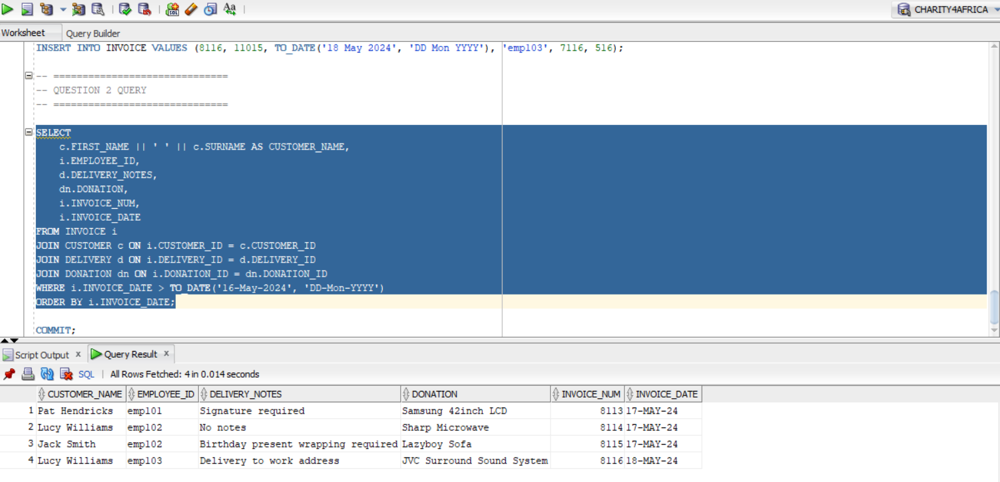 CHARITY4AFRICA
Worksheet Query Builder
INSERT INTO INVOICE VALUES (8116, 11015, TO_DATE('18 May 2024', 'DD Mon YYYY'), 'emp103', 7116, 516);
-- ==============================
-- QUESTION 2 QUERY
-- ==============================
SELECT
c.FIRST_NAME || ' ' || c.SURNAME AS CUSTOMER_NAME,
i.EMPLOYEE_ID,
d.DELIVERY_NOTES,
dn.DONATION,
i.INVOICE_NUM,
i.INVOICE_DATE
FROM INVOICE i
JOIN CUSTOMER c ON i.CUSTOMER_ID = c.CUSTOMER_ID
JOIN DELIVERY d ON i.DELIVERY_ID = d.DELIVERY_ID
JOIN DONATION dn ON i.DONATION_ID = dn.DONATION_ID
WHERE i.INVOICE_DATE > TO_DATE('16-May-2024', 'DD-Mon-YYYY')
ORDER BY i.INVOICE_DATE;
COMMIT;
Script Output x Query Result x
SQL | All Rows Fetched: 4 in 0.014 seconds
CUSTOMER_NAME EMPLOYEE_ID DELIVERY_NOTES DONATION INVOICE_NUM INVOICE_DATE
1 Pat Hendricks emp101 Signature required Samsung 42inch LCD 8113 17-MAY-24
2 Lucy Williams emp102 No notes Sharp Microwave 8114 17-MAY-24
3 Jack Smith emp102 Birthday present wrapping required Lazyboy Sofa 8115 17-MAY-24
4 Lucy Williams emp103 Delivery to work address JVC Surround Sound System 8116 18-MAY-24